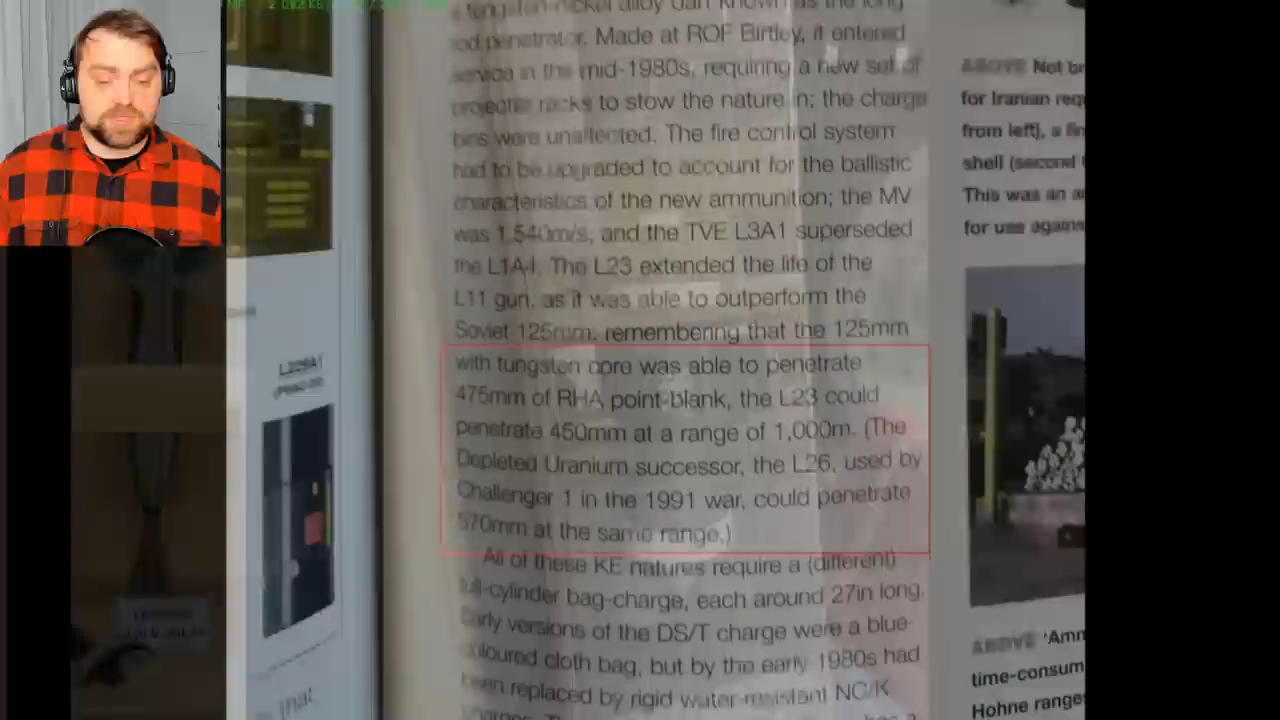 a tungsten-nickel alloy dart known as the long
rod penetrator. Made at ROF Birtley, it entered
service in the mid-1980s, requiring a new set of
projectile racks to stow the nature in; the charge
bins were unaffected. The fire control system
had to be upgraded to account for the ballistic
characteristics of the new ammunition; the MV
was 1,540m/s, and the TVE L3A1 superseded
the L1A4. The L23 extended the life of the
L11 gun, as it was able to outperform the
Soviet 125mm, remembering that the 125mm
with tungsten core was able to penetrate
475mm of RHA point-blank, the L23 could
penetrate 450mm at a range of 1,000m. (The
Depleted Uranium successor, the L26, used by
Challenger 1 in the 1991 war, could penetrate
570mm at the same range.)
All of these KE natures require a (different)
full-cylinder bag-charge, each around 27in long.
Early versions of the DS/T charge were a blue-
coloured cloth bag, but by the early 1980s had
been replaced by rigid water-resistant NC/K
ABOVE Not br
for Iranian req
from left), a fin
shell (second
This was an a
for use agains
ABOVE 'Amm
time-consum
Hohne range
that